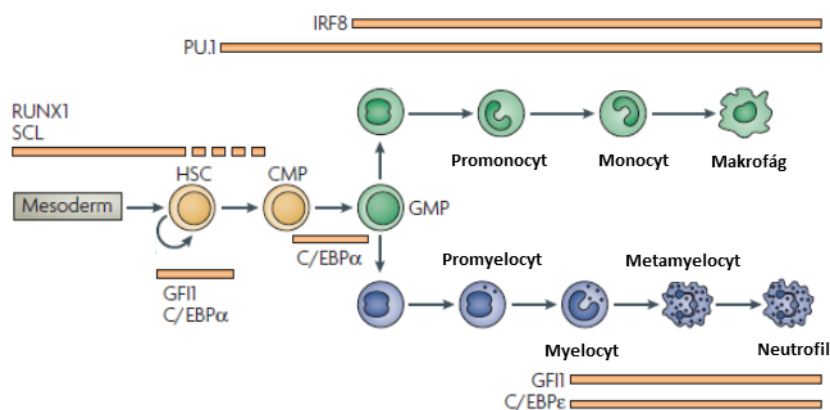 IRF8
PU.1
RUNX1
SCL
Promonocyt
Monocyt
Makrofág
HSC
CMP
Mesoderm
GMP
C/EBPα
GFI1
C/EBPα
Promyelocyt
Metamyelocyt
Myelocyt
Neutrofil
GFI1
C/EBPε